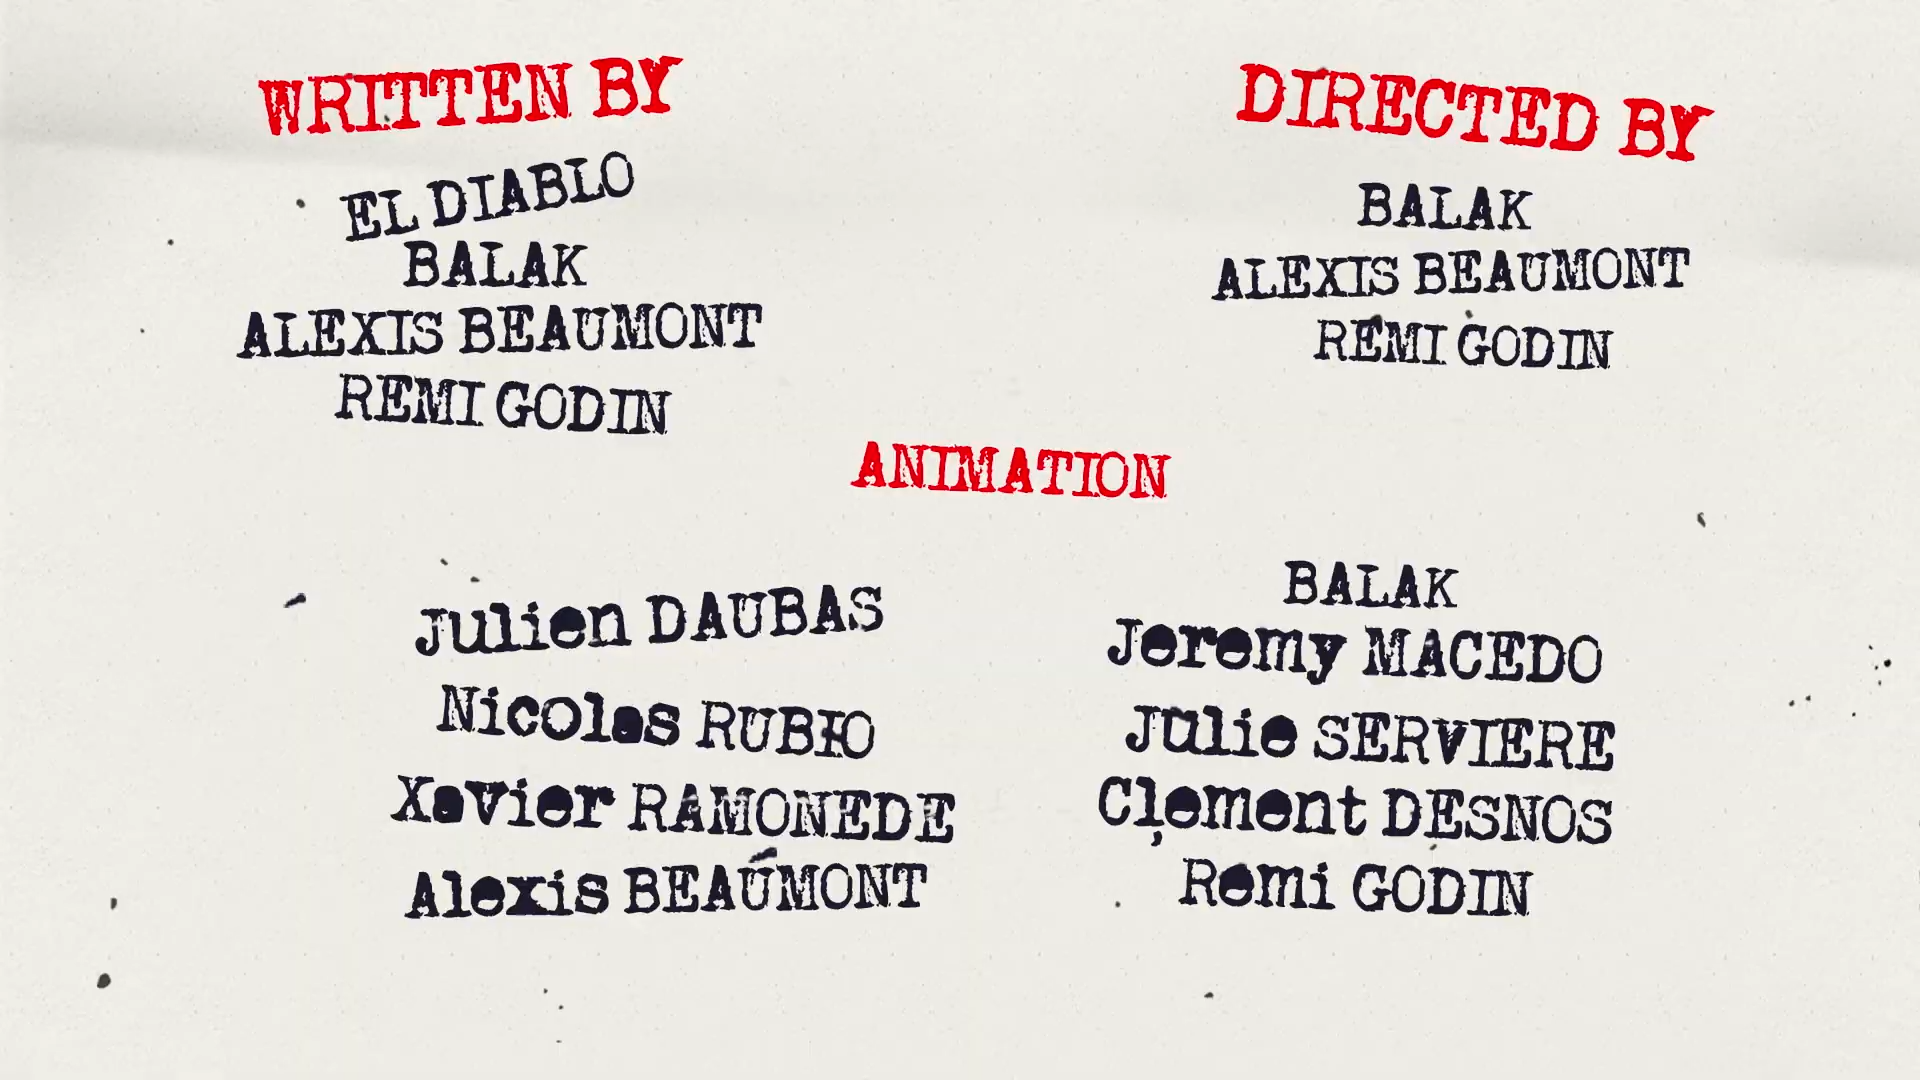 WRITTEN BY
EL DIABLO
BALAK
ALEXIS BEAUMONT
REMI GODIN
DIRECTED BY
BALAK
ALEXIS BEAUMONT
REMI GODIN
ANIMATION
Julien DAUBAS
Nicolas RUBIO
Xavier RAMONEDE
Alexis BEAUMONT
BALAK
Jeremy MACEDO
Julie SERVIERE
Clement DESNOS
Remi GODIN